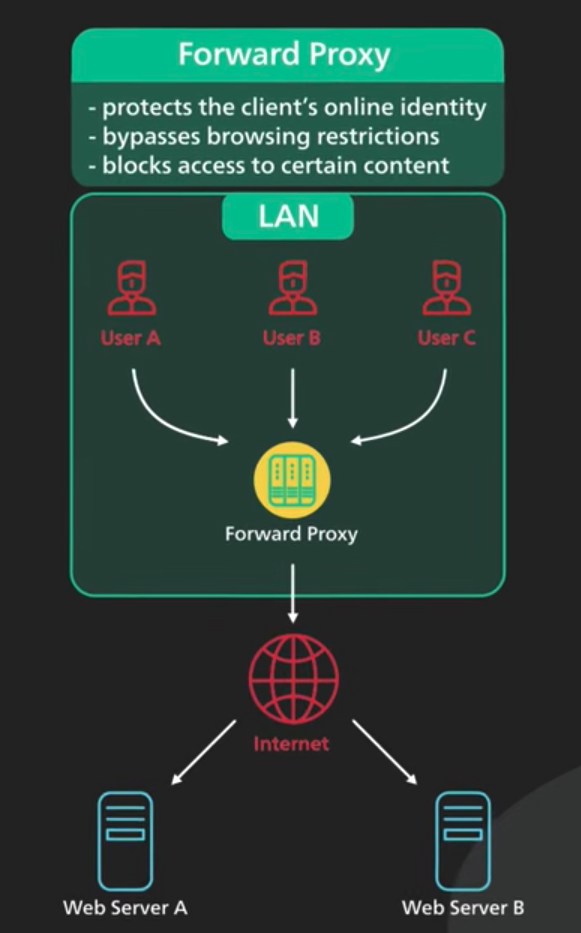 Forward Proxy
- protects the client's online identity
- bypasses browsing restrictions
- blocks access to certain content
LAN
User A
User B
User C
Forward Proxy
Internet
Web Server A
Web Server B